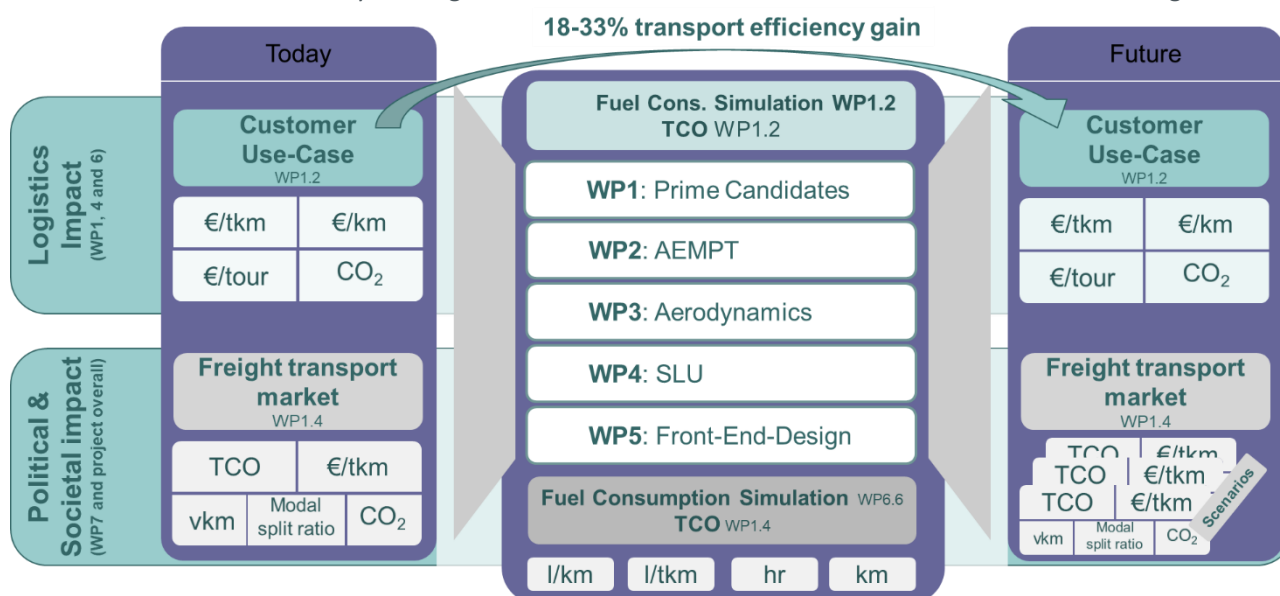 18-33% transport efficiency gain
Today
Future
Logistics
Impact
(WP1, 4 and 6)
Customer
Use-Case
WP1.2
€/tkm
€/km
€/tour
CO₂
Political &
Societal impact
(WP7 and project overall)
Freight transport
market
WP1.4
TCO
€/tkm
vkm
Modal
split ratio
CO₂
Fuel Cons. Simulation WP1.2
TCO WP1.2
WP1: Prime Candidates
WP2: AEMPT
WP3: Aerodynamics
WP4: SLU
WP5: Front-End-Design
Fuel Consumption Simulation WP6.6
TCO WP1.4
l/km
l/tkm
hr
km
Customer
Use-Case
WP1.2
€/tkm
€/km
€/tour
CO₂
Freight transport
market
WP1.4
TCO
€/tkm
TCO
€/tkm
TCO
€/tkm
vkm
Modal
split ratio
CO₂
Scenarios